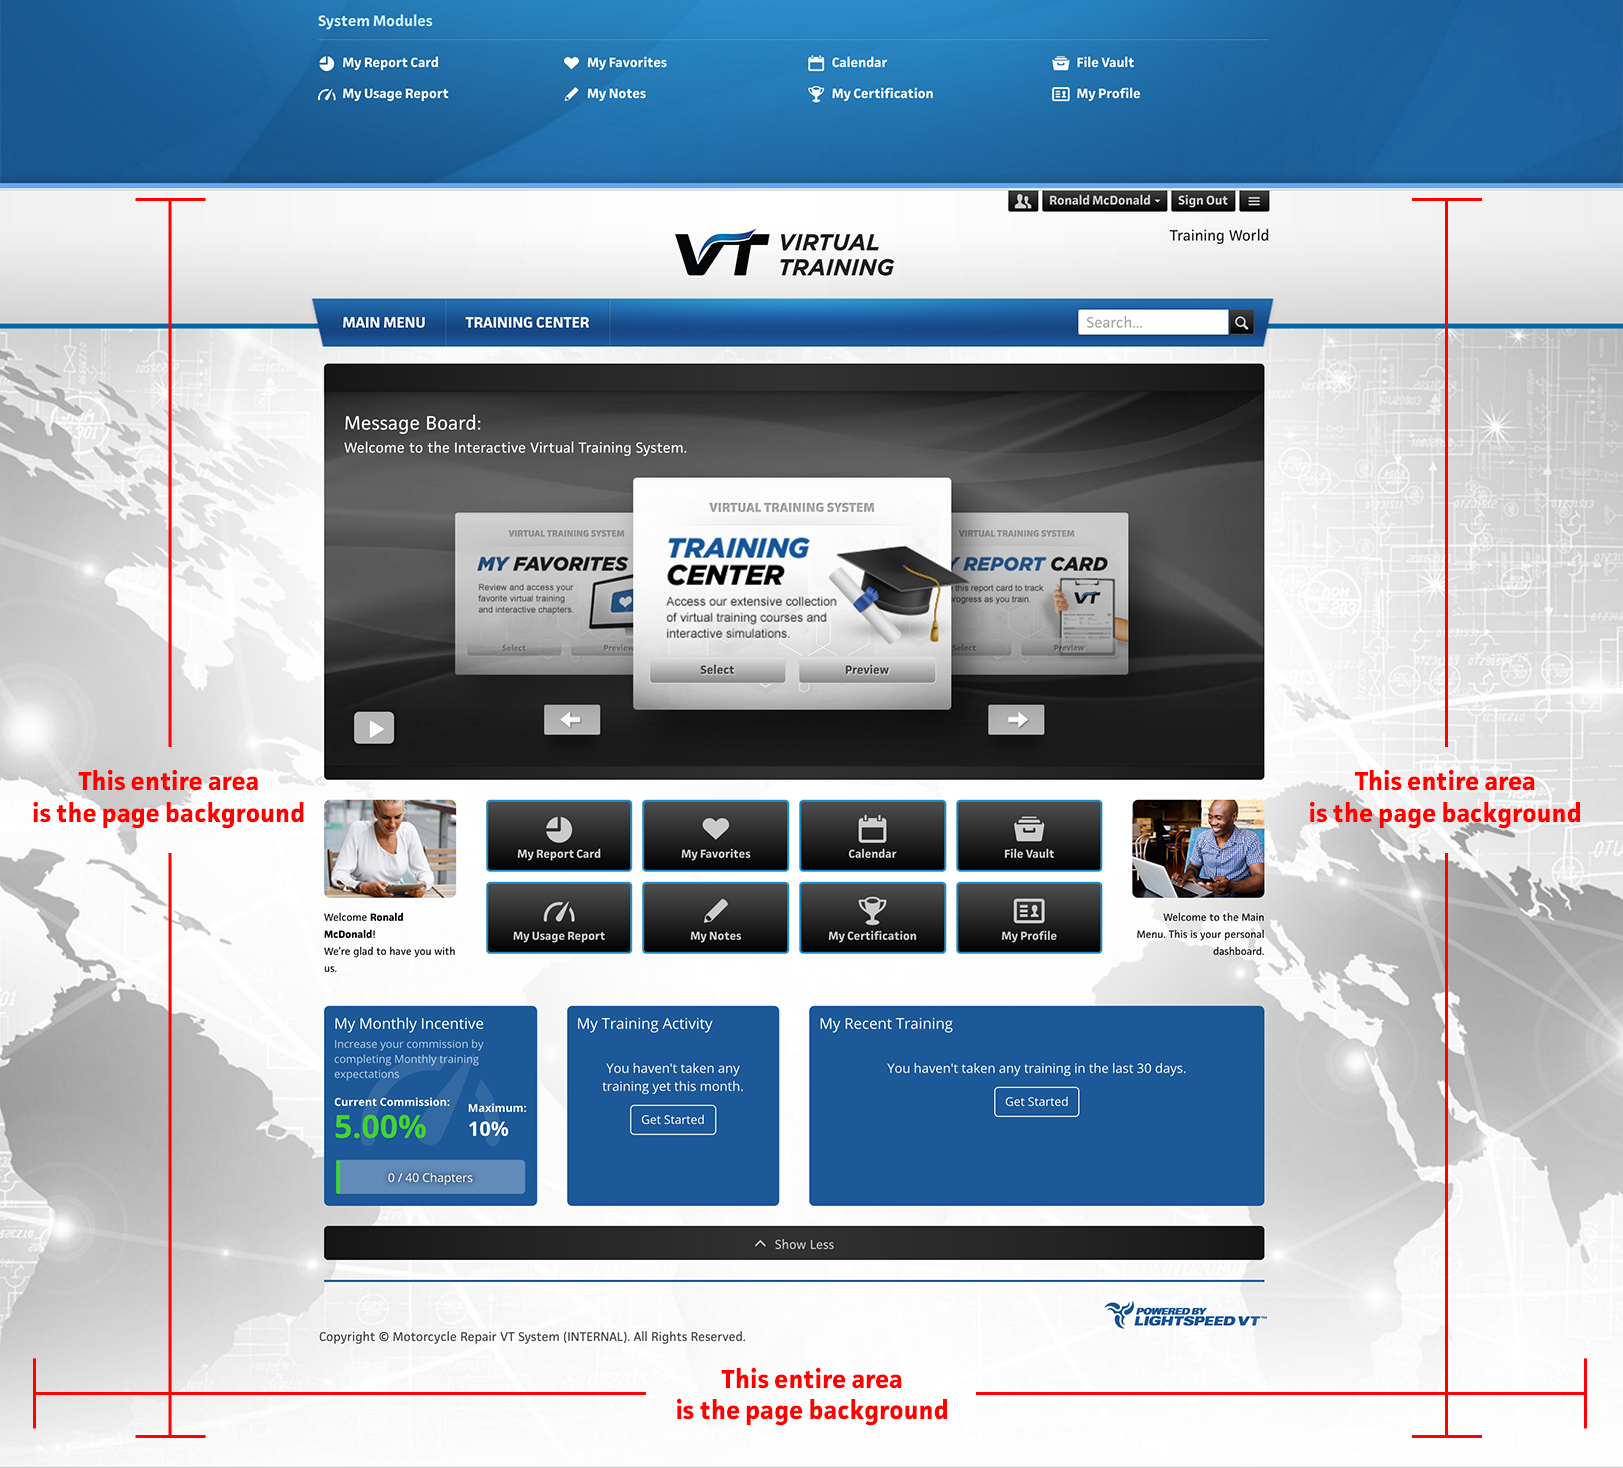 System Modules
My Report Card
My Favorites
Calendar
File Vault
My Usage Report
My Notes
My Certification
My Profile
Ronald McDonald
Sign Out
Training World
VT VIRTUAL
TRAINING
MAIN MENU
TRAINING CENTER
Search...
Message Board:
Welcome to the Interactive Virtual Training System.
VIRTUAL TRAINING SYSTEM
MY FAVORITES
Review and access your
favorite virtual training
and interactive chapters.
Select
Preview
VIRTUAL TRAINING SYSTEM
TRAINING
CENTER
Access our extensive collection
of virtual training courses and
interactive simulations.
Select
Preview
VIRTUAL TRAINING SYSTEM
REPORT CARD
this report card to track
progress as you train.
VT
Select
Preview
This entire area
is the page background
This entire area
is the page background
My Report Card
My Favorites
Calendar
File Vault
My Usage Report
My Notes
My Certification
My Profile
Welcome Ronald
McDonald!
We're glad to have you with
us.
Welcome to the Main
Menu. This is your personal
dashboard.
My Monthly Incentive
Increase your commission by
completing Monthly training
expectations
Current Commission:
5.00%
Maximum:
10%
0 / 40 Chapters
My Training Activity
You haven't taken any
training yet this month.
Get Started
My Recent Training
You haven't taken any training in the last 30 days.
Get Started
Show Less
POWERED BY
LIGHTSPEED VT™
Copyright © Motorcycle Repair VT System (INTERNAL). All Rights Reserved.
This entire area
is the page background